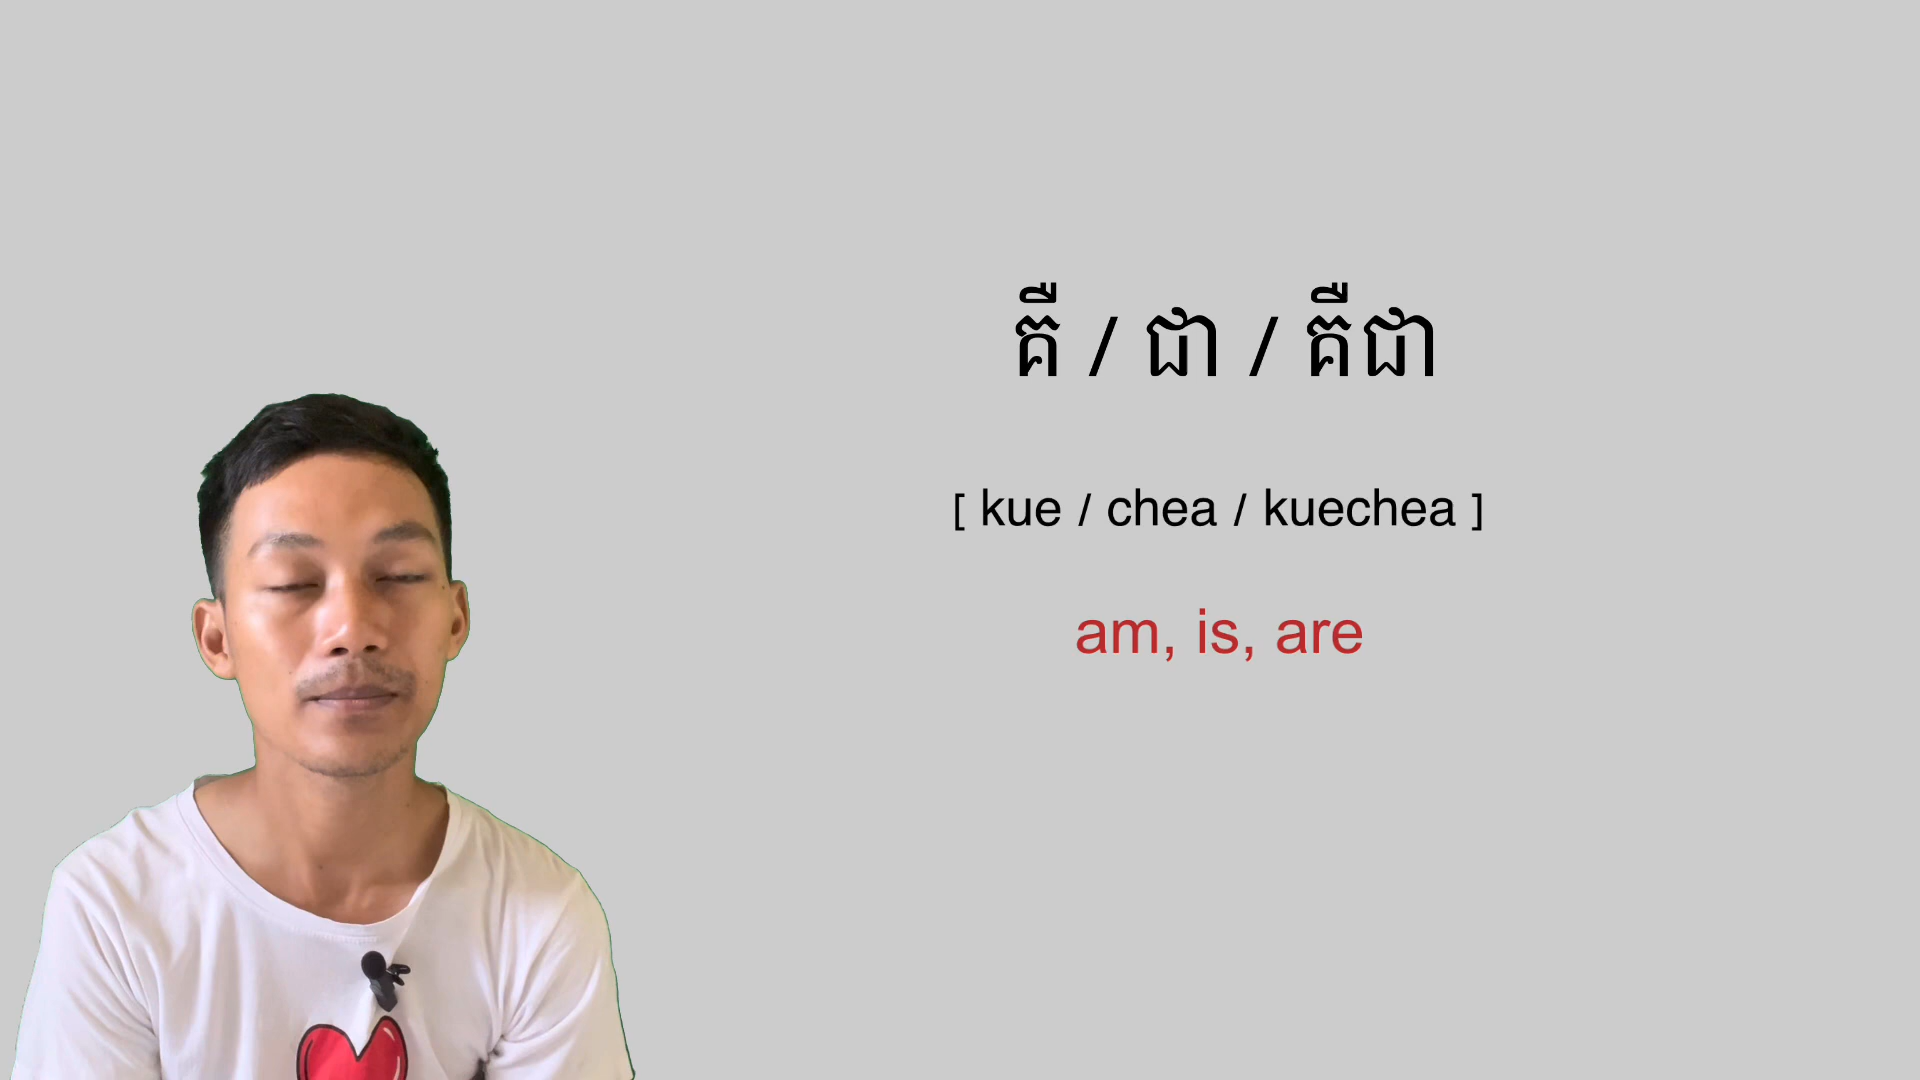 គឺ / ជា / គឺជា
[ kue / chea / kuechea ]
am, is, are